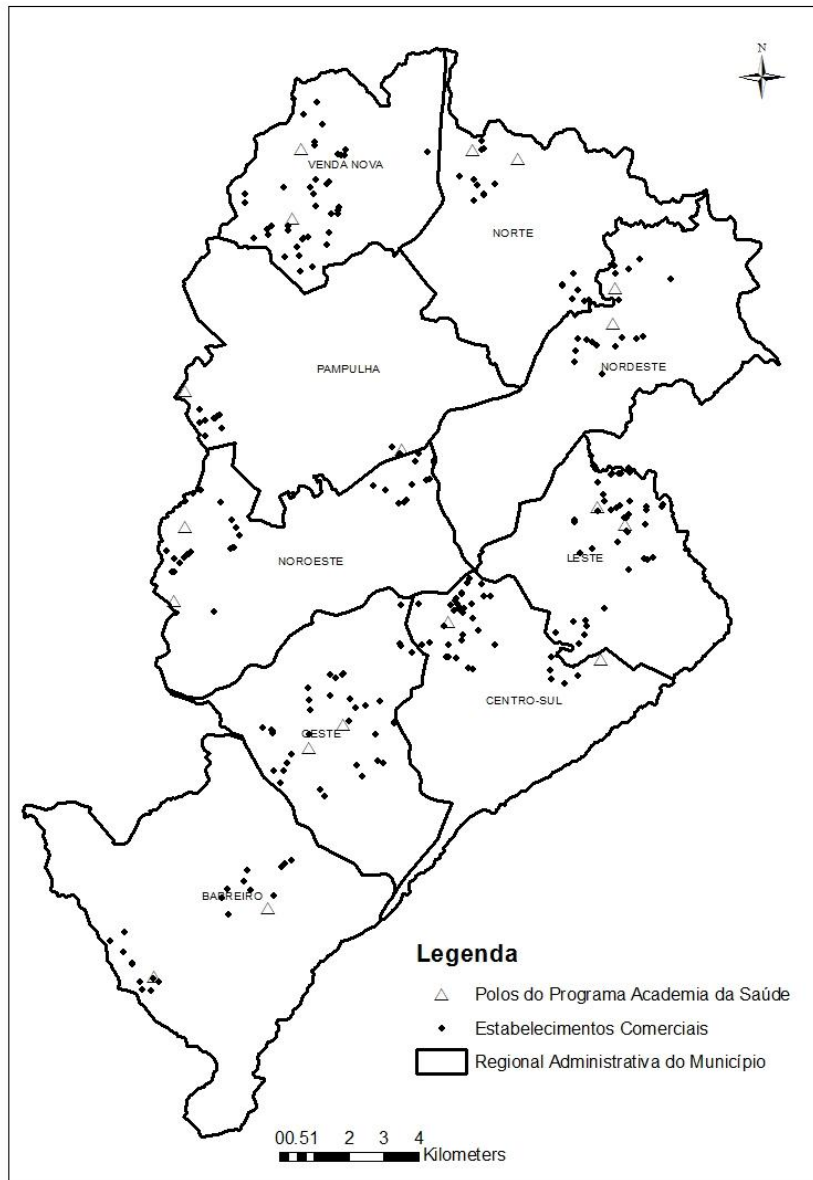 N
VENDA NOVA
NORTE
PAMPULHA
NORDESTE
NOROESTE
LESTE
CENTRO-SUL
OESTE
BARREIRO
Legenda
Polos do Programa Academia da Saúde
Estabelecimentos Comerciais
Regional Administrativa do Município
00.51 2 3 4
Kilometers